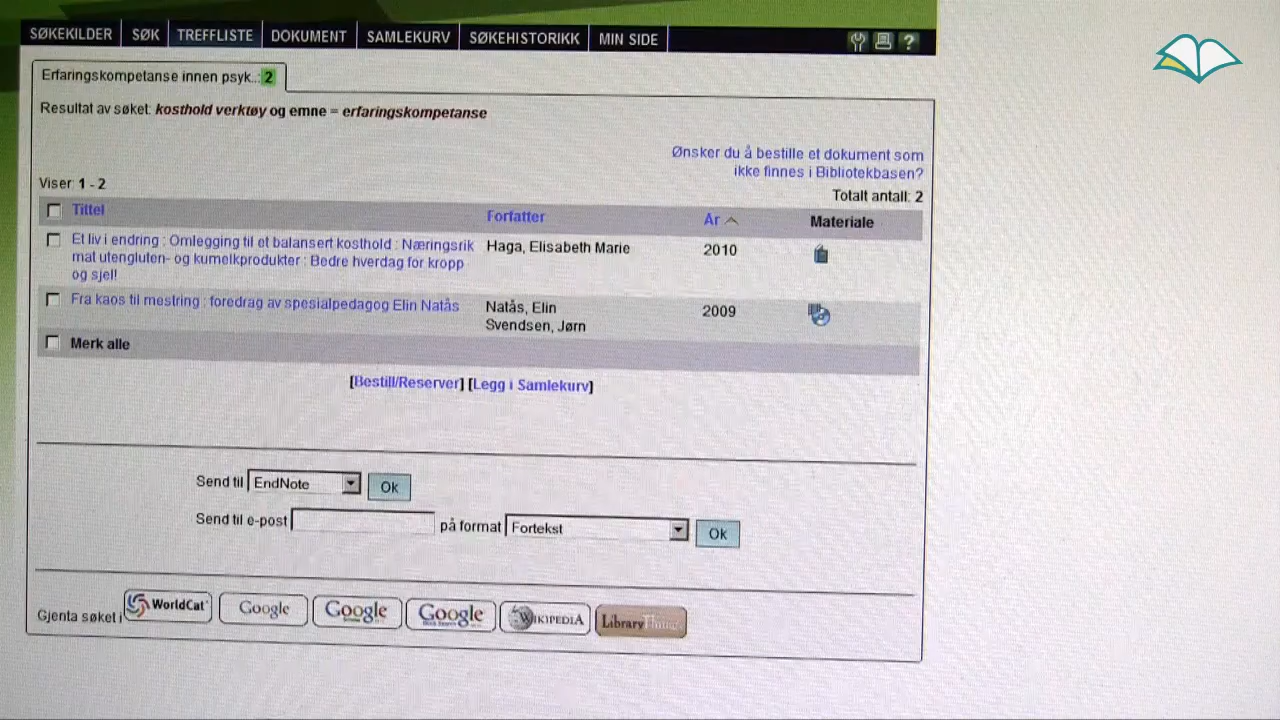 SØKEKILDER SØK TREFFLISTE DOKUMENT SAMLEKURV SØKEHISTORIKK MIN SIDE ?
Erfaringskompetanse innen psyk..: 2
Resultat av søket: kosthold verktøy og emne = erfaringskompetanse
Ønsker du å bestille et dokument som
ikke finnes i Bibliotekbasen?
Viser: 1 - 2
Totalt antall: 2
Tittel Forfatter År Materiale
Et liv i endring : Omlegging til et balansert kosthold : Næringsrik Haga, Elisabeth Marie 2010
mat utengluten- og kumelkprodukter : Bedre hverdag for kropp
og sjel!
Fra kaos til mestring : foredrag av spesialpedagog Elin Natås Natås, Elin 2009
Svendsen, Jørn
Merk alle
[Bestill/Reserver] [Legg i Samlekurv]
Send til EndNote Ok
Send til e-post på format Fortekst Ok
Gjenta søket i WorldCat Google Google Google WIKIPEDIA LibraryThing